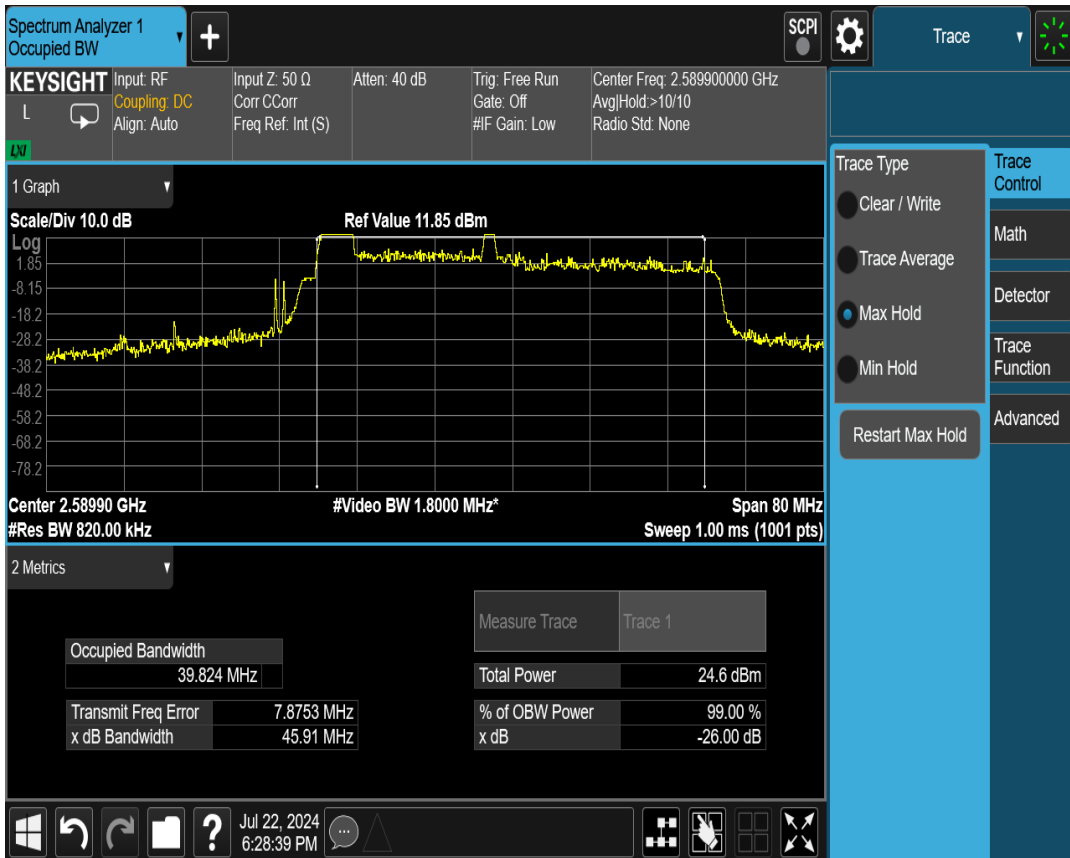 Spectrum Analyzer 1
Occupied BW
+
SCPI
Trace
KEYSIGHT
L
LXI
Input: RF
Coupling: DC
Align: Auto
Input Z: 50 Ω
Corr CCorr
Freq Ref: Int (S)
Atten: 40 dB
Trig: Free Run
Gate: Off
#IF Gain: Low
Center Freq: 2.589900000 GHz
Avg|Hold:>10/10
Radio Std: None
Trace Type
Clear / Write
Trace Average
Max Hold
Min Hold
Restart Max Hold
Trace
Control
Math
Detector
Trace
Function
Advanced
1 Graph
Scale/Div 10.0 dB
Ref Value 11.85 dBm
Log
1.85
-8.15
-18.2
-28.2
-38.2
-48.2
-58.2
-68.2
-78.2
Center 2.58990 GHz
#Video BW 1.8000 MHz*
Span 80 MHz
#Res BW 820.00 kHz
Sweep 1.00 ms (1001 pts)
2 Metrics
Measure Trace
Trace 1
Occupied Bandwidth
39.824 MHz
Total Power
24.6 dBm
Transmit Freq Error
7.8753 MHz
% of OBW Power
99.00 %
x dB Bandwidth
45.91 MHz
x dB
-26.00 dB
?
Jul 22, 2024
6:28:39 PM